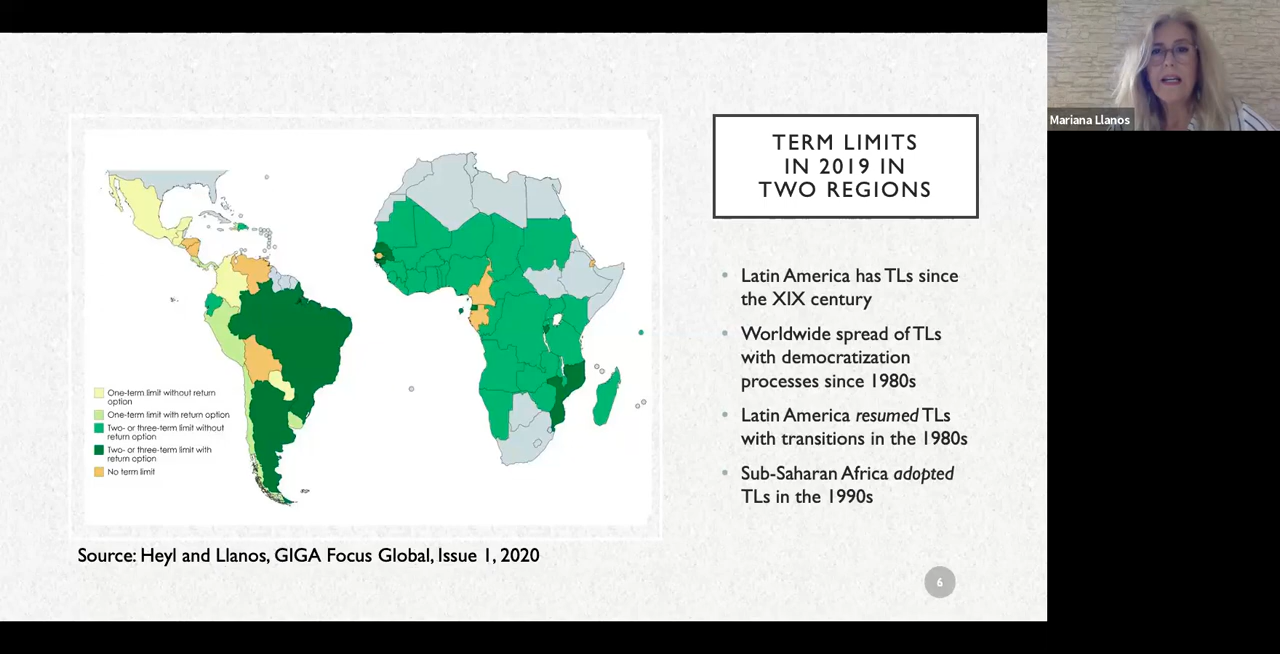 Mariana Llanos
TERM LIMITS
IN 2019 IN
TWO REGIONS
One-term limit without return
option
One-term limit with return option
Two- or three-term limit without
return option
Two- or three-term limit with
return option
No term limit
• Latin America has TLs since
the XIX century
• Worldwide spread of TLs
with democratization
processes since 1980s
• Latin America resumed TLs
with transitions in the 1980s
• Sub-Saharan Africa adopted
TLs in the 1990s
Source: Heyl and Llanos, GIGA Focus Global, Issue 1, 2020
6